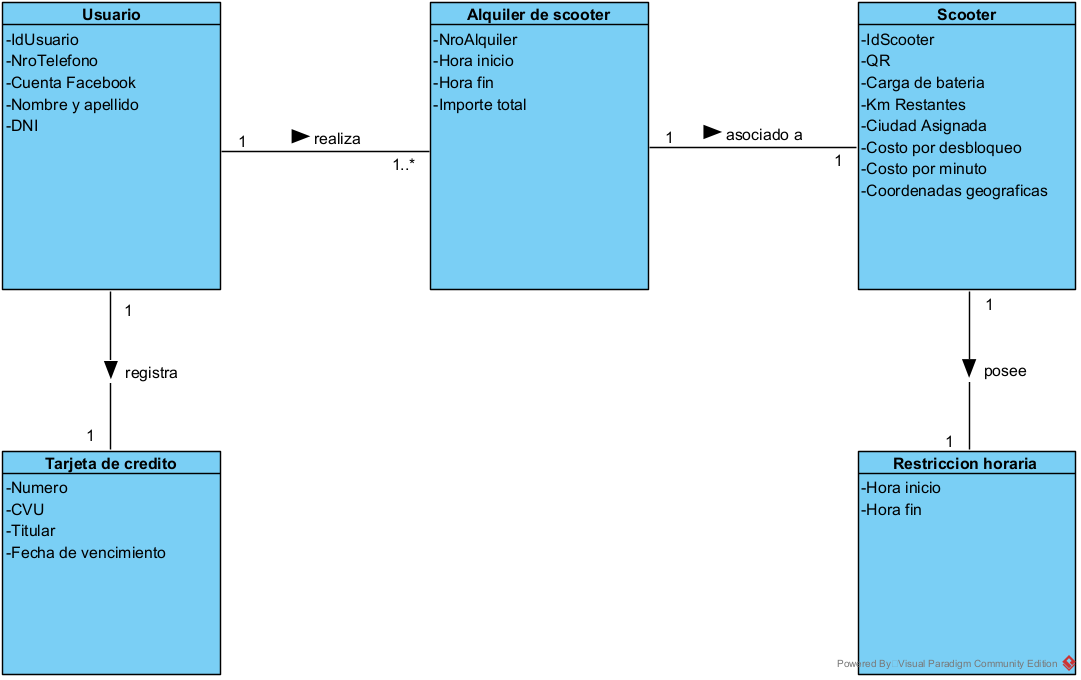 Usuario
-IdUsuario
-NroTelefono
-Cuenta Facebook
-Nombre y apellido
-DNI
Alquiler de scooter
-NroAlquiler
-Hora inicio
-Hora fin
-Importe total
Scooter
-IdScooter
-QR
-Carga de bateria
-Km Restantes
-Ciudad Asignada
-Costo por desbloqueo
-Costo por minuto
-Coordenadas geograficas
1
realiza
1..*
1
asociado a
1
1
registra
1
1
posee
1
Tarjeta de credito
-Numero
-CVU
-Titular
-Fecha de vencimiento
Restriccion horaria
-Hora inicio
-Hora fin
Powered By Visual Paradigm Community Edition